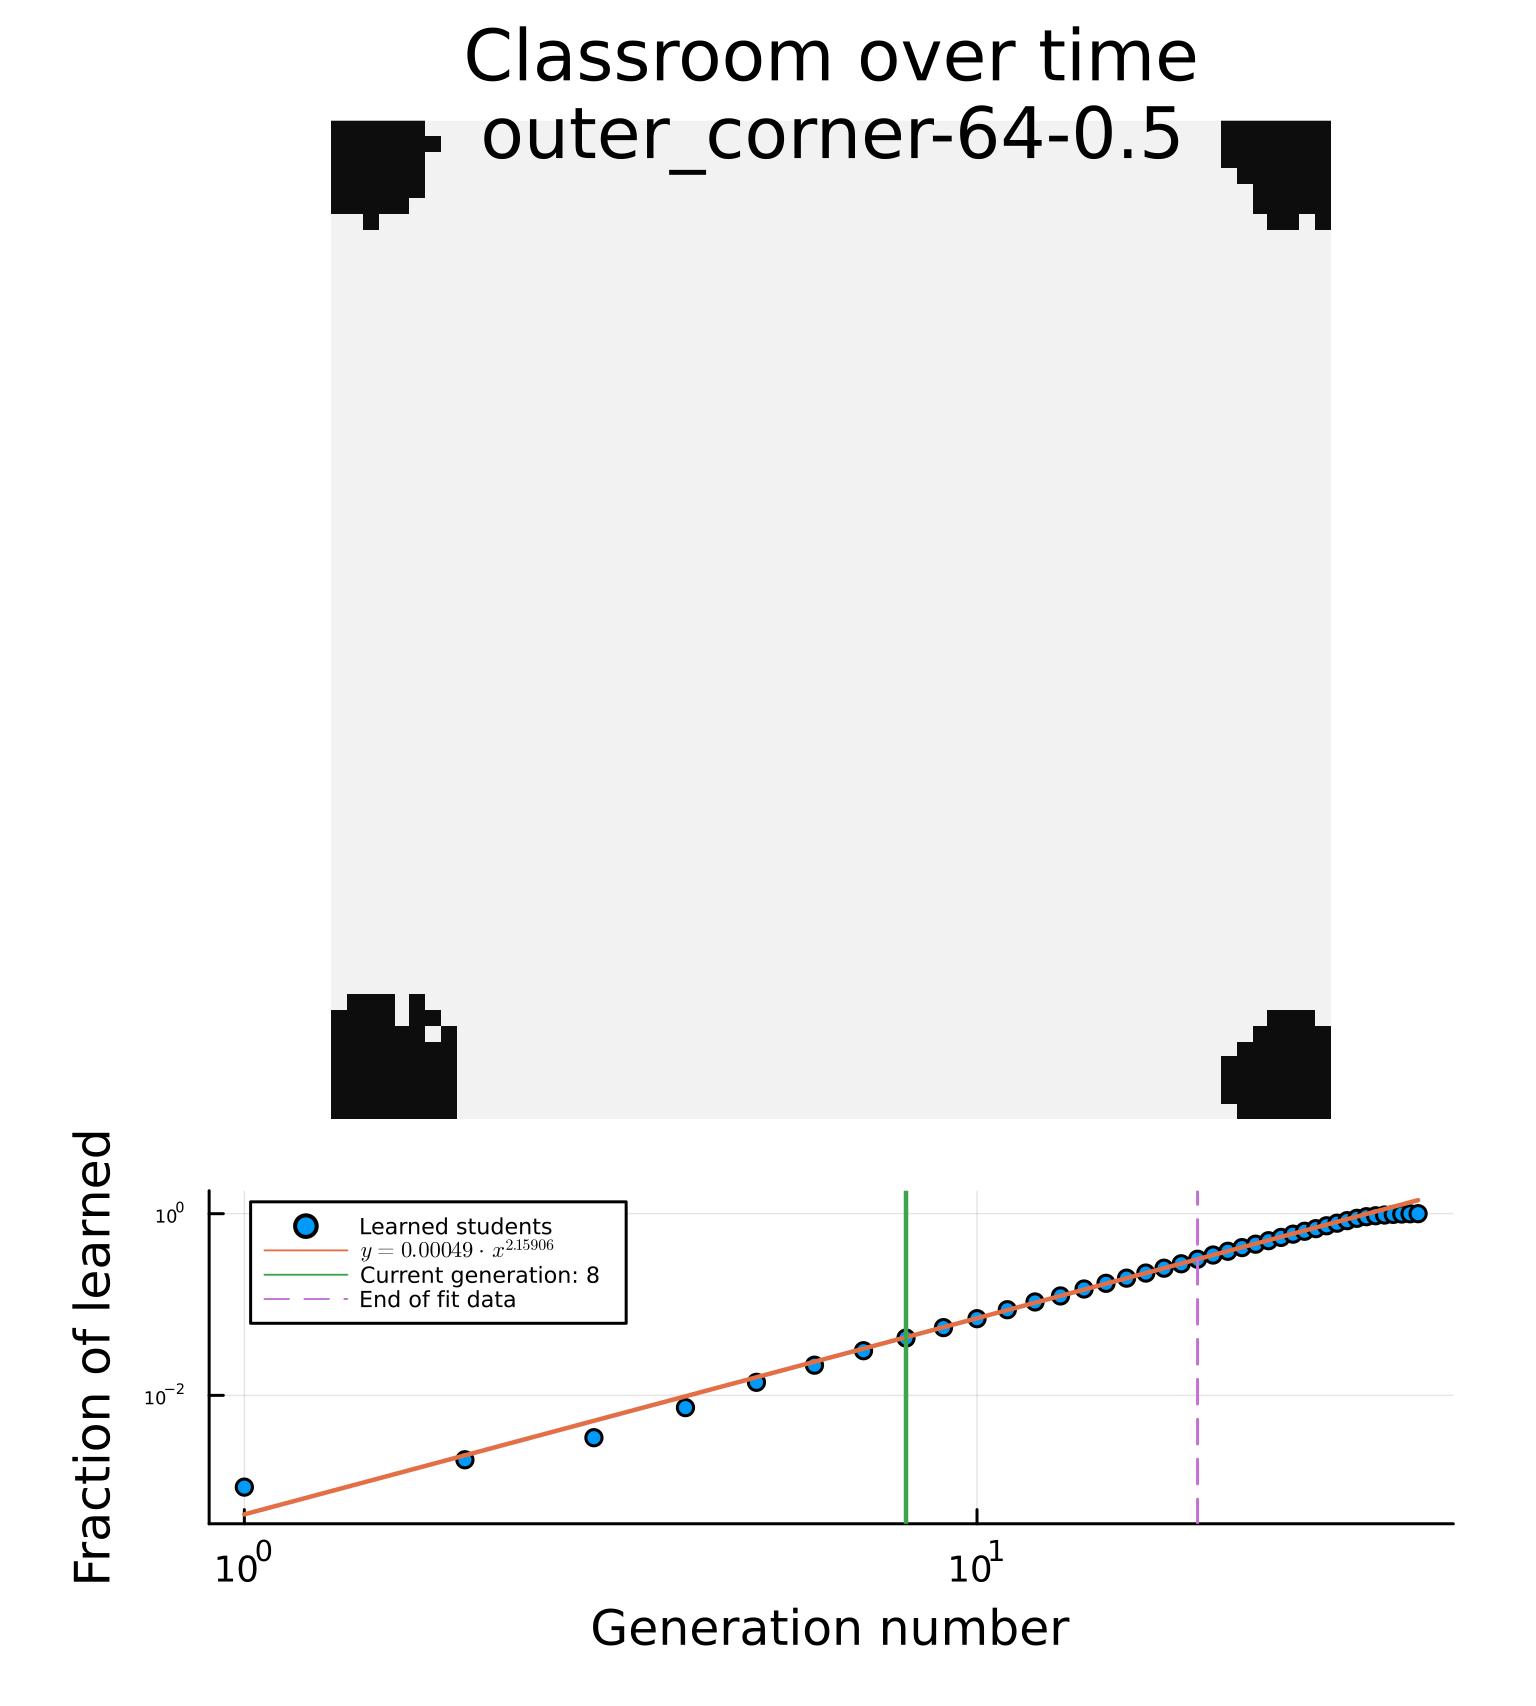 Classroom over time
outer_corner-64-0.5
Fraction of learned
10⁰
10⁻²
Learned students
y = 0.00049 · x^2.15906
Current generation: 8
End of fit data
10⁰
10¹
Generation number